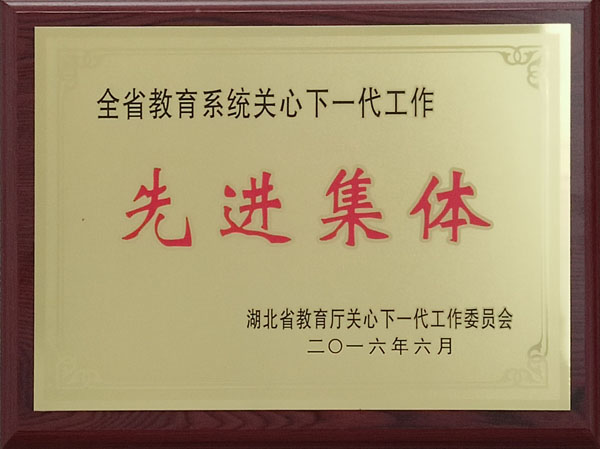 全省教育系统关心下一代工作
先进集体
湖北省教育厅关心下一代工作委员会
二〇一六年六月